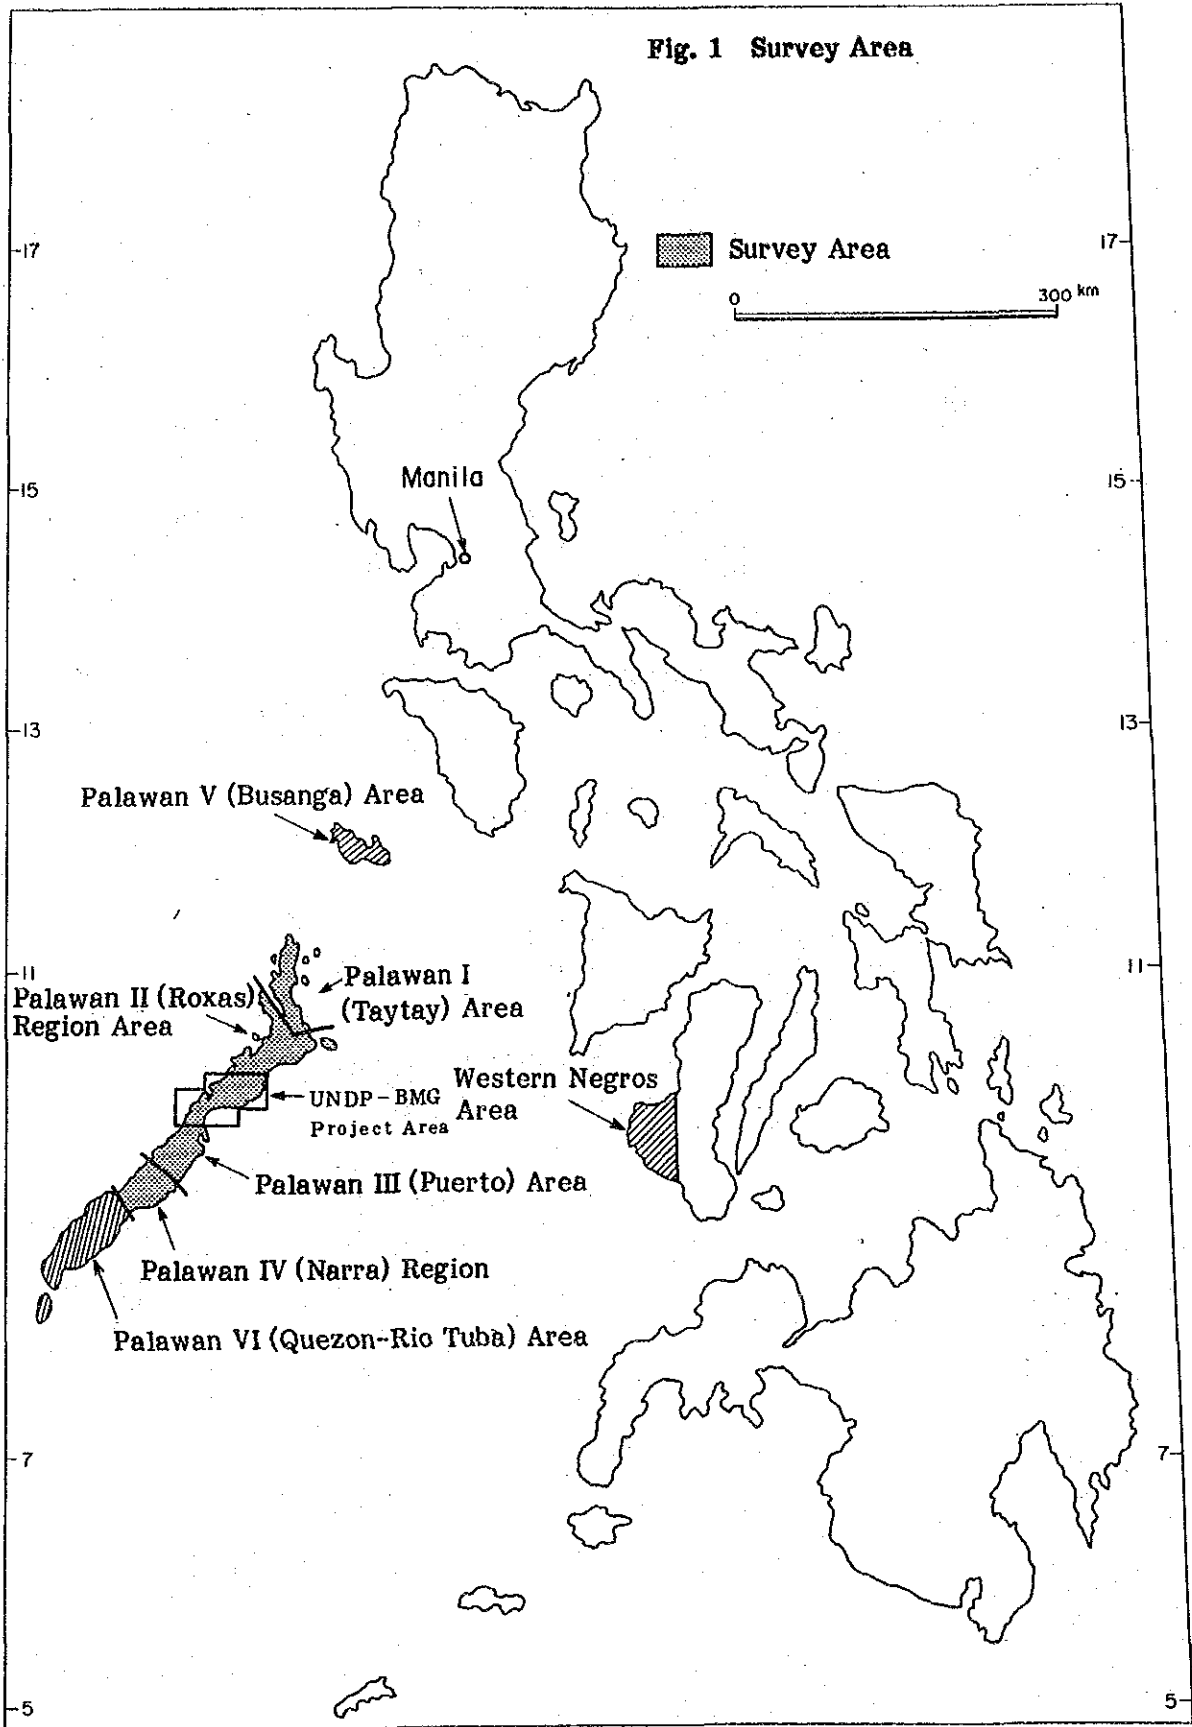 Fig. 1 Survey Area
-17
Survey Area
17-
0
300 km
Manila
-15
15-
-13
13-
Palawan V (Busanga) Area
-11
Palawan I
11-
Palawan II (Roxas)
(Taytay) Area
Region Area
Western Negros
Area
UNDP-BMG
Project Area
Palawan III (Puerto) Area
Palawan IV (Narra) Region
Palawan VI (Quezon-Rio Tuba) Area
-7
7-
-5
5-